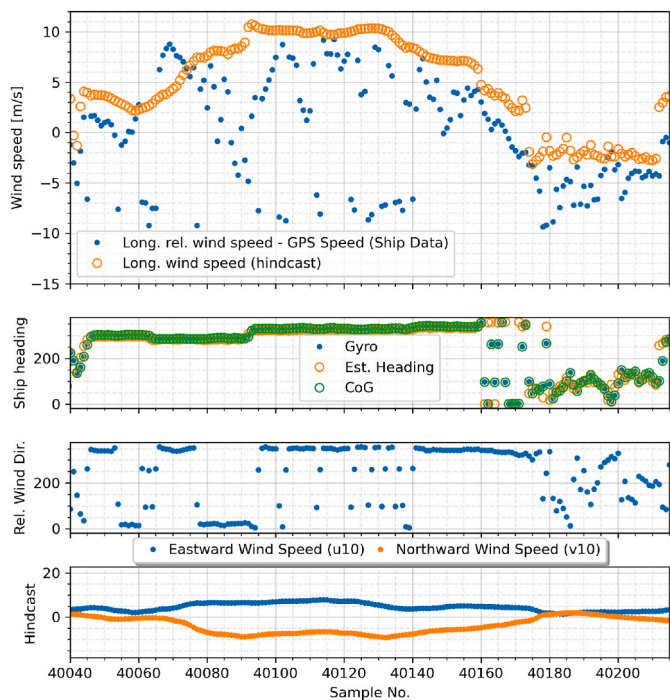 15
10
5
0
−5
−10
−15
Wind speed [m/s]
Long. rel. wind speed - GPS Speed (Ship Data)
Long. wind speed (hindcast)
200
0
Ship heading
Gyro
Est. Heading
CoG
200
0
Rel. Wind Dir.
Eastward Wind Speed (u10)
Northward Wind Speed (v10)
20
0
Hindcast
40040 40060 40080 40100 40120 40140 40160 40180 40200
Sample No.